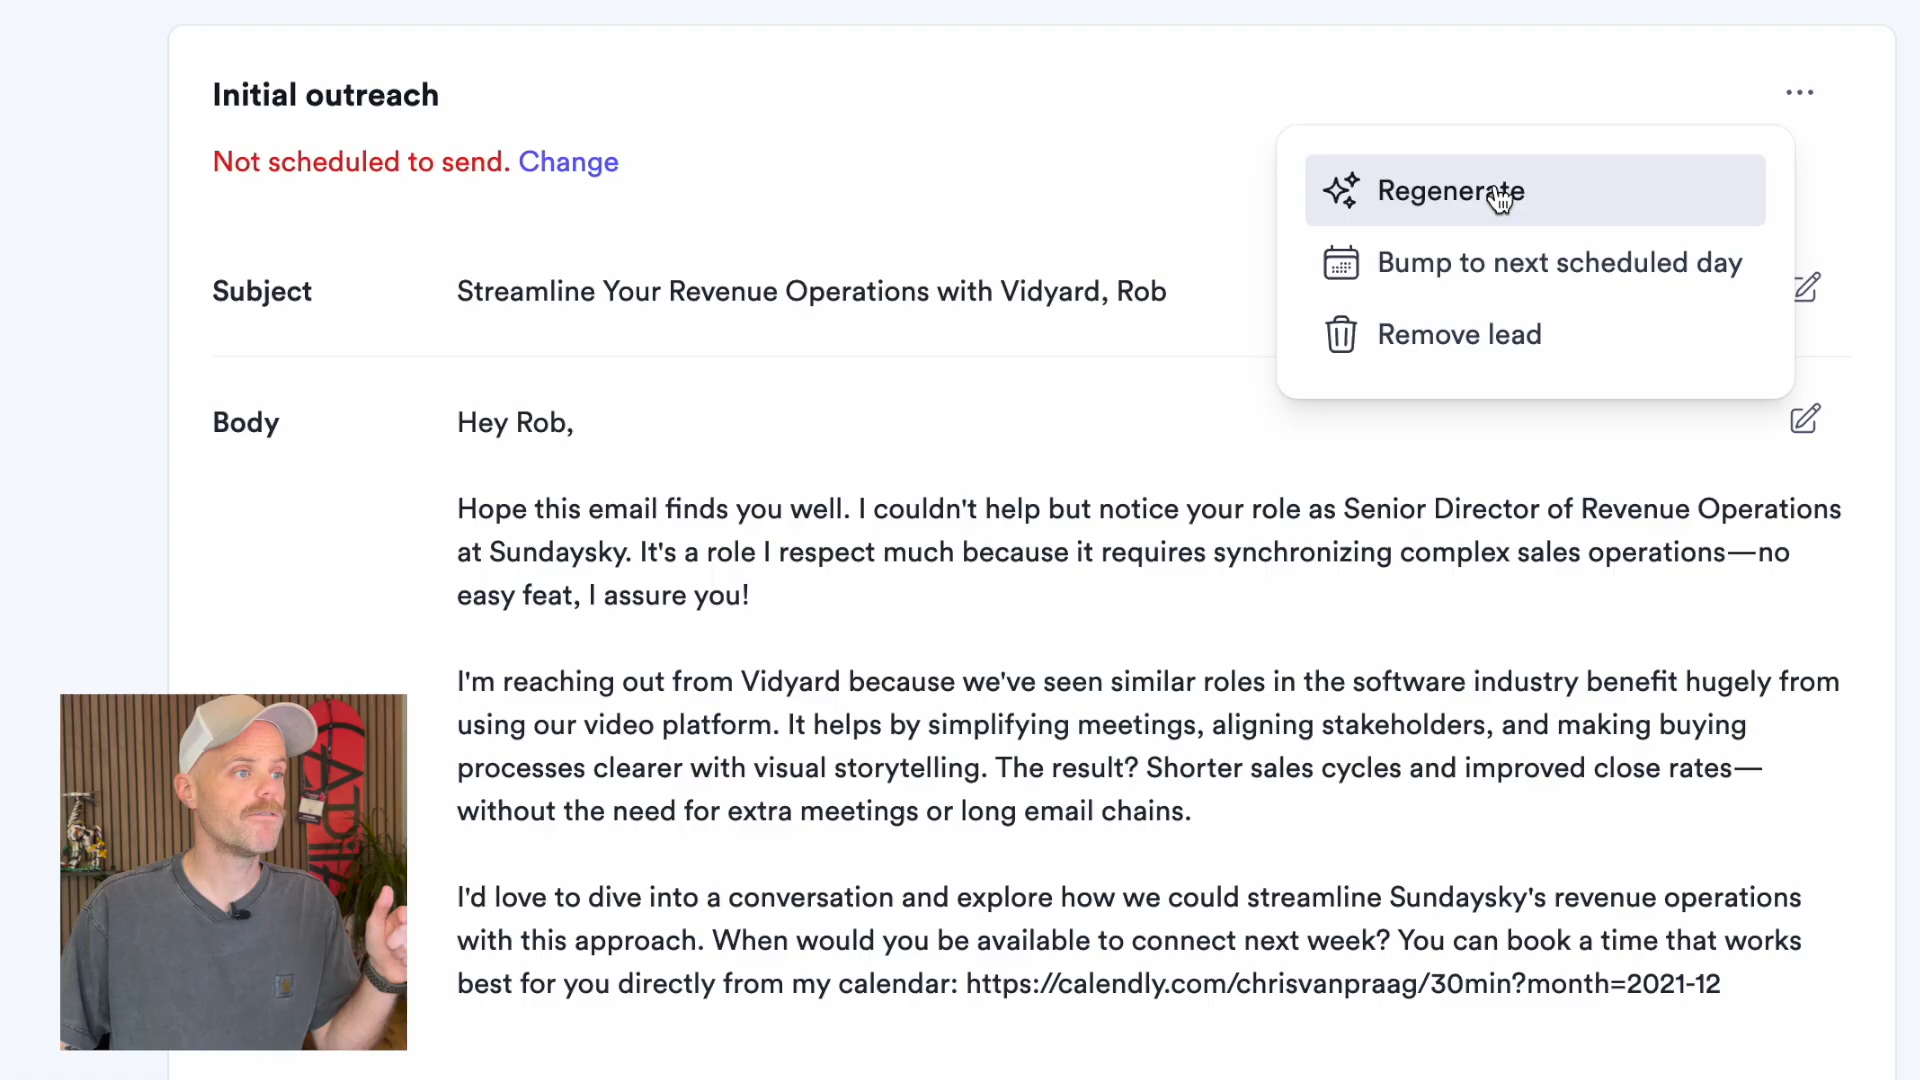 Initial outreach
Not scheduled to send. Change
Regenerate
Bump to next scheduled day
Remove lead
Subject
Streamline Your Revenue Operations with Vidyard, Rob
Body
Hey Rob,
Hope this email finds you well. I couldn't help but notice your role as Senior Director of Revenue Operations
at Sundaysky. It's a role I respect much because it requires synchronizing complex sales operations—no
easy feat, I assure you!
I'm reaching out from Vidyard because we've seen similar roles in the software industry benefit hugely from
using our video platform. It helps by simplifying meetings, aligning stakeholders, and making buying
processes clearer with visual storytelling. The result? Shorter sales cycles and improved close rates—
without the need for extra meetings or long email chains.
I'd love to dive into a conversation and explore how we could streamline Sundaysky's revenue operations
with this approach. When would you be available to connect next week? You can book a time that works
best for you directly from my calendar: https://calendly.com/chrisvanpraag/30min?month=2021-12